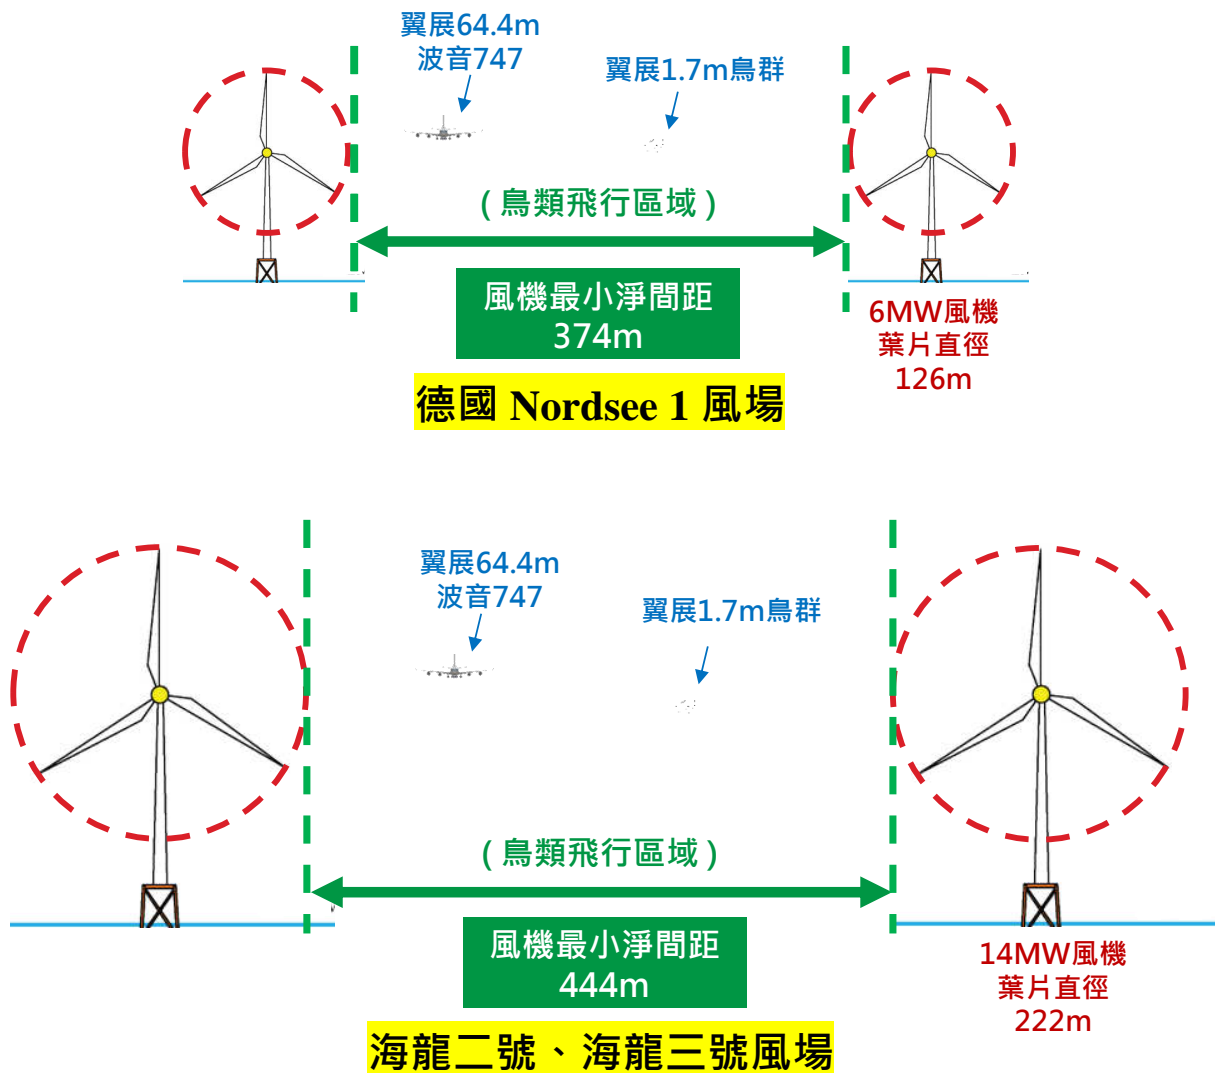 翼展64.4m
波音747
翼展1.7m鳥群
(鳥類飛行區域)
風機最小淨間距
374m
6MW風機
葉片直徑
126m
德國 Nordsee 1 風場
翼展64.4m
波音747
翼展1.7m鳥群
(鳥類飛行區域)
風機最小淨間距
444m
14MW風機
葉片直徑
222m
海龍二號、海龍三號風場